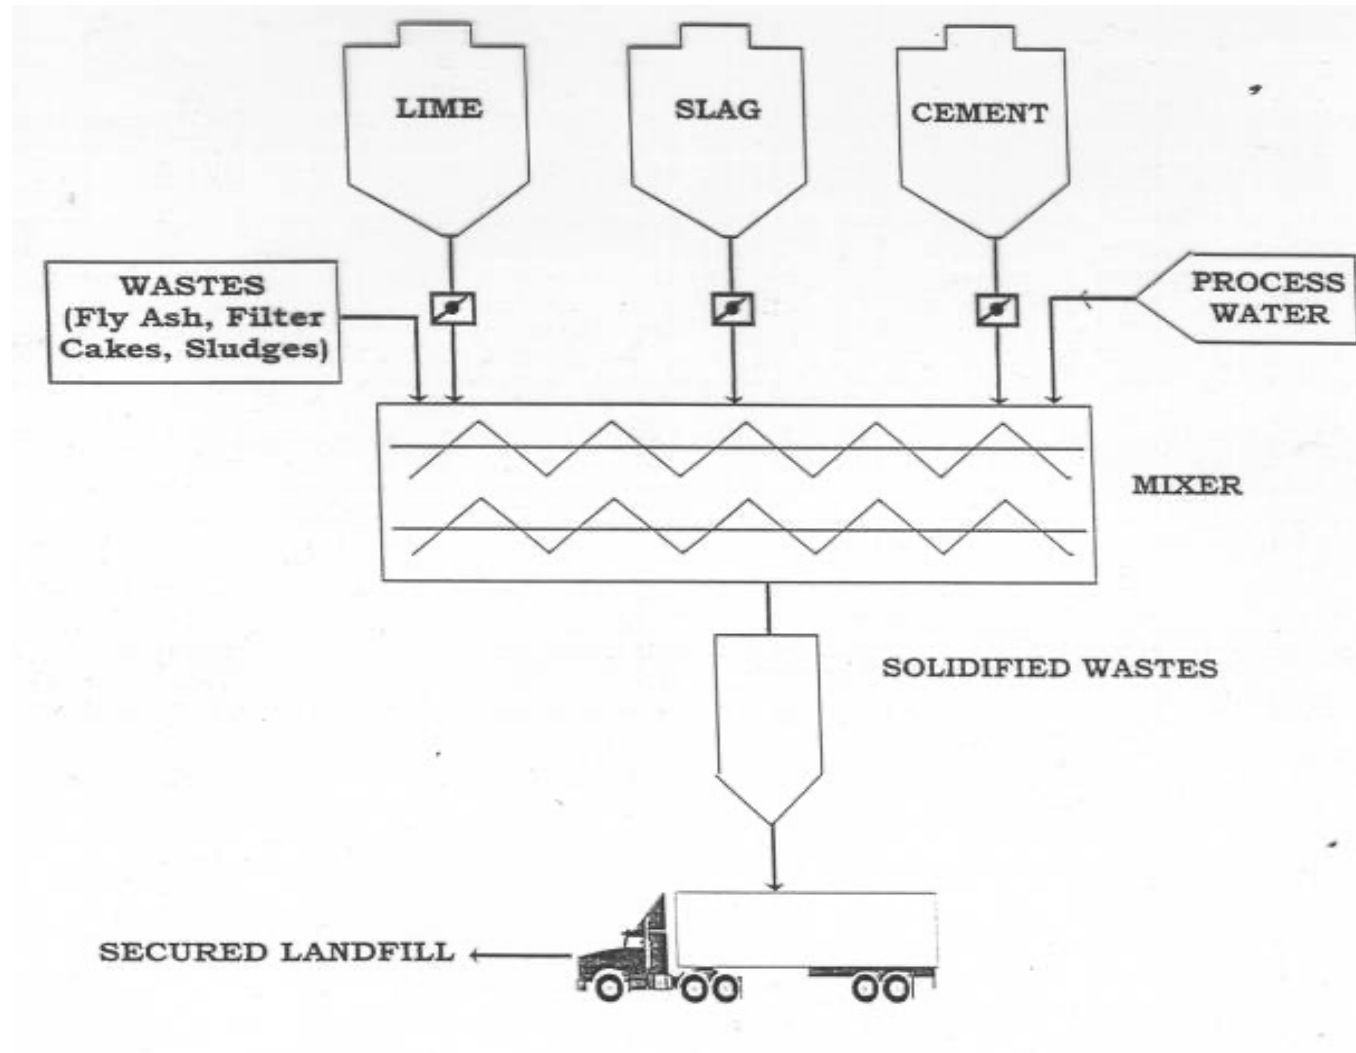 LIME
SLAG
CEMENT
WASTES
(Fly Ash, Filter
Cakes, Sludges)
PROCESS
WATER
MIXER
SOLIDIFIED WASTES
SECURED LANDFILL